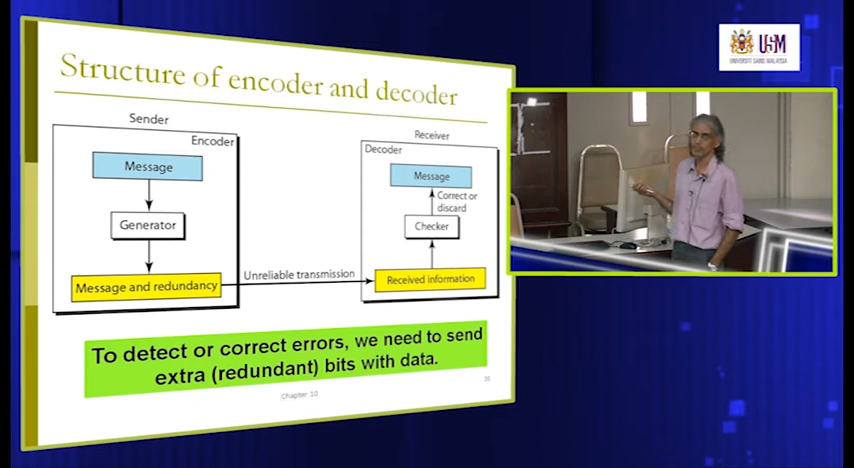 Structure of encoder and decoder
Sender
Encoder
Message
Generator
Message and redundancy
Unreliable transmission
Receiver
Decoder
Message
Correct or
discard
Checker
Received information
To detect or correct errors, we need to send
extra (redundant) bits with data.
Chapter 10
35
USM
UNIVERSITI SAINS MALAYSIA